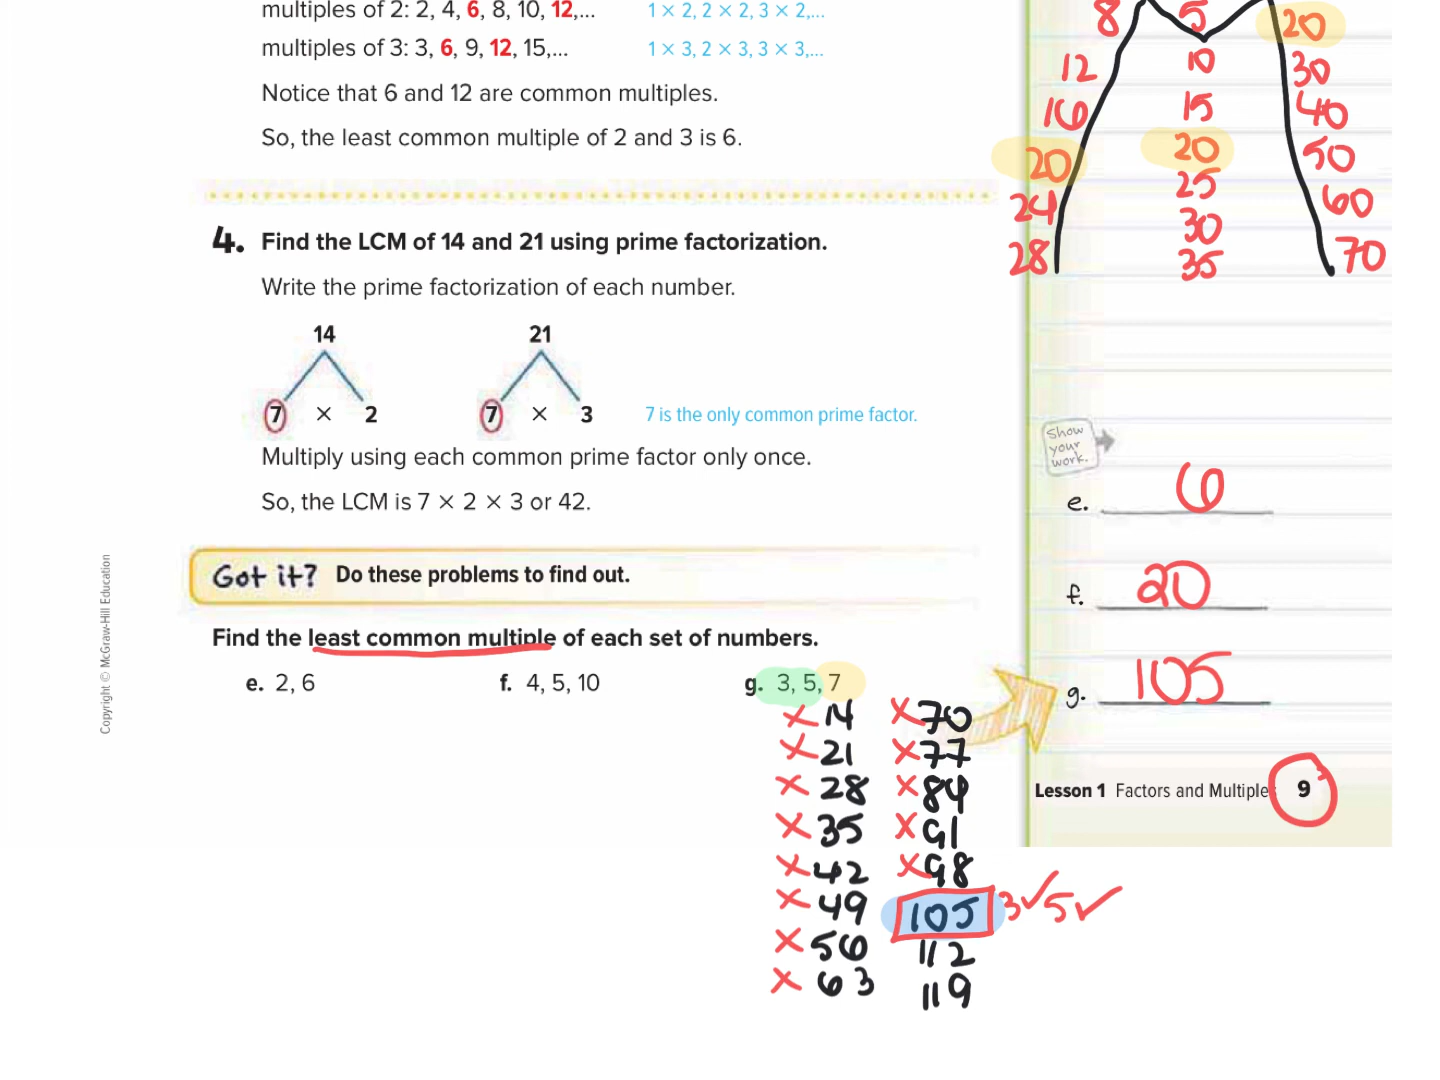 multiples of 2: 2, 4, 6, 8, 10, 12,... 1 × 2, 2 × 2, 3 × 2,...
multiples of 3: 3, 6, 9, 12, 15,... 1 × 3, 2 × 3, 3 × 3,...
Notice that 6 and 12 are common multiples.
So, the least common multiple of 2 and 3 is 6.
8 5 20
12 10 30
16 15 40
20 20 50
24 25 60
28 30 70
35
4. Find the LCM of 14 and 21 using prime factorization.
Write the prime factorization of each number.
14 21
7 × 2 7 × 3 7 is the only common prime factor.
Multiply using each common prime factor only once.
So, the LCM is 7 × 2 × 3 or 42.
Show
your
work.
e. 6
f. 20
g. 105
Got it? Do these problems to find out.
Find the least common multiple of each set of numbers.
e. 2, 6 f. 4, 5, 10 g. 3, 5, 7
× 14 × 70
× 21 × 77
× 28 × 84
× 35 × 91
× 42 × 98
× 49 105 3✓ 5✓
× 56 112
× 63 119
Lesson 1 Factors and Multiple 9
Copyright © McGraw-Hill Education